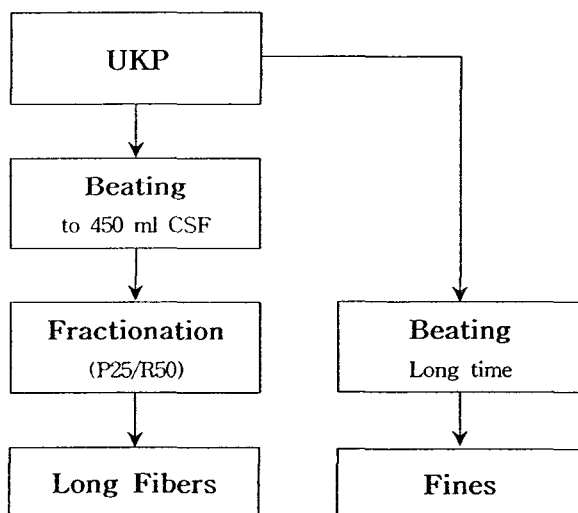 UKP
Beating
to 450 ml CSF
Fractionation
(P25/R50)
Long Fibers
Beating
Long time
Fines